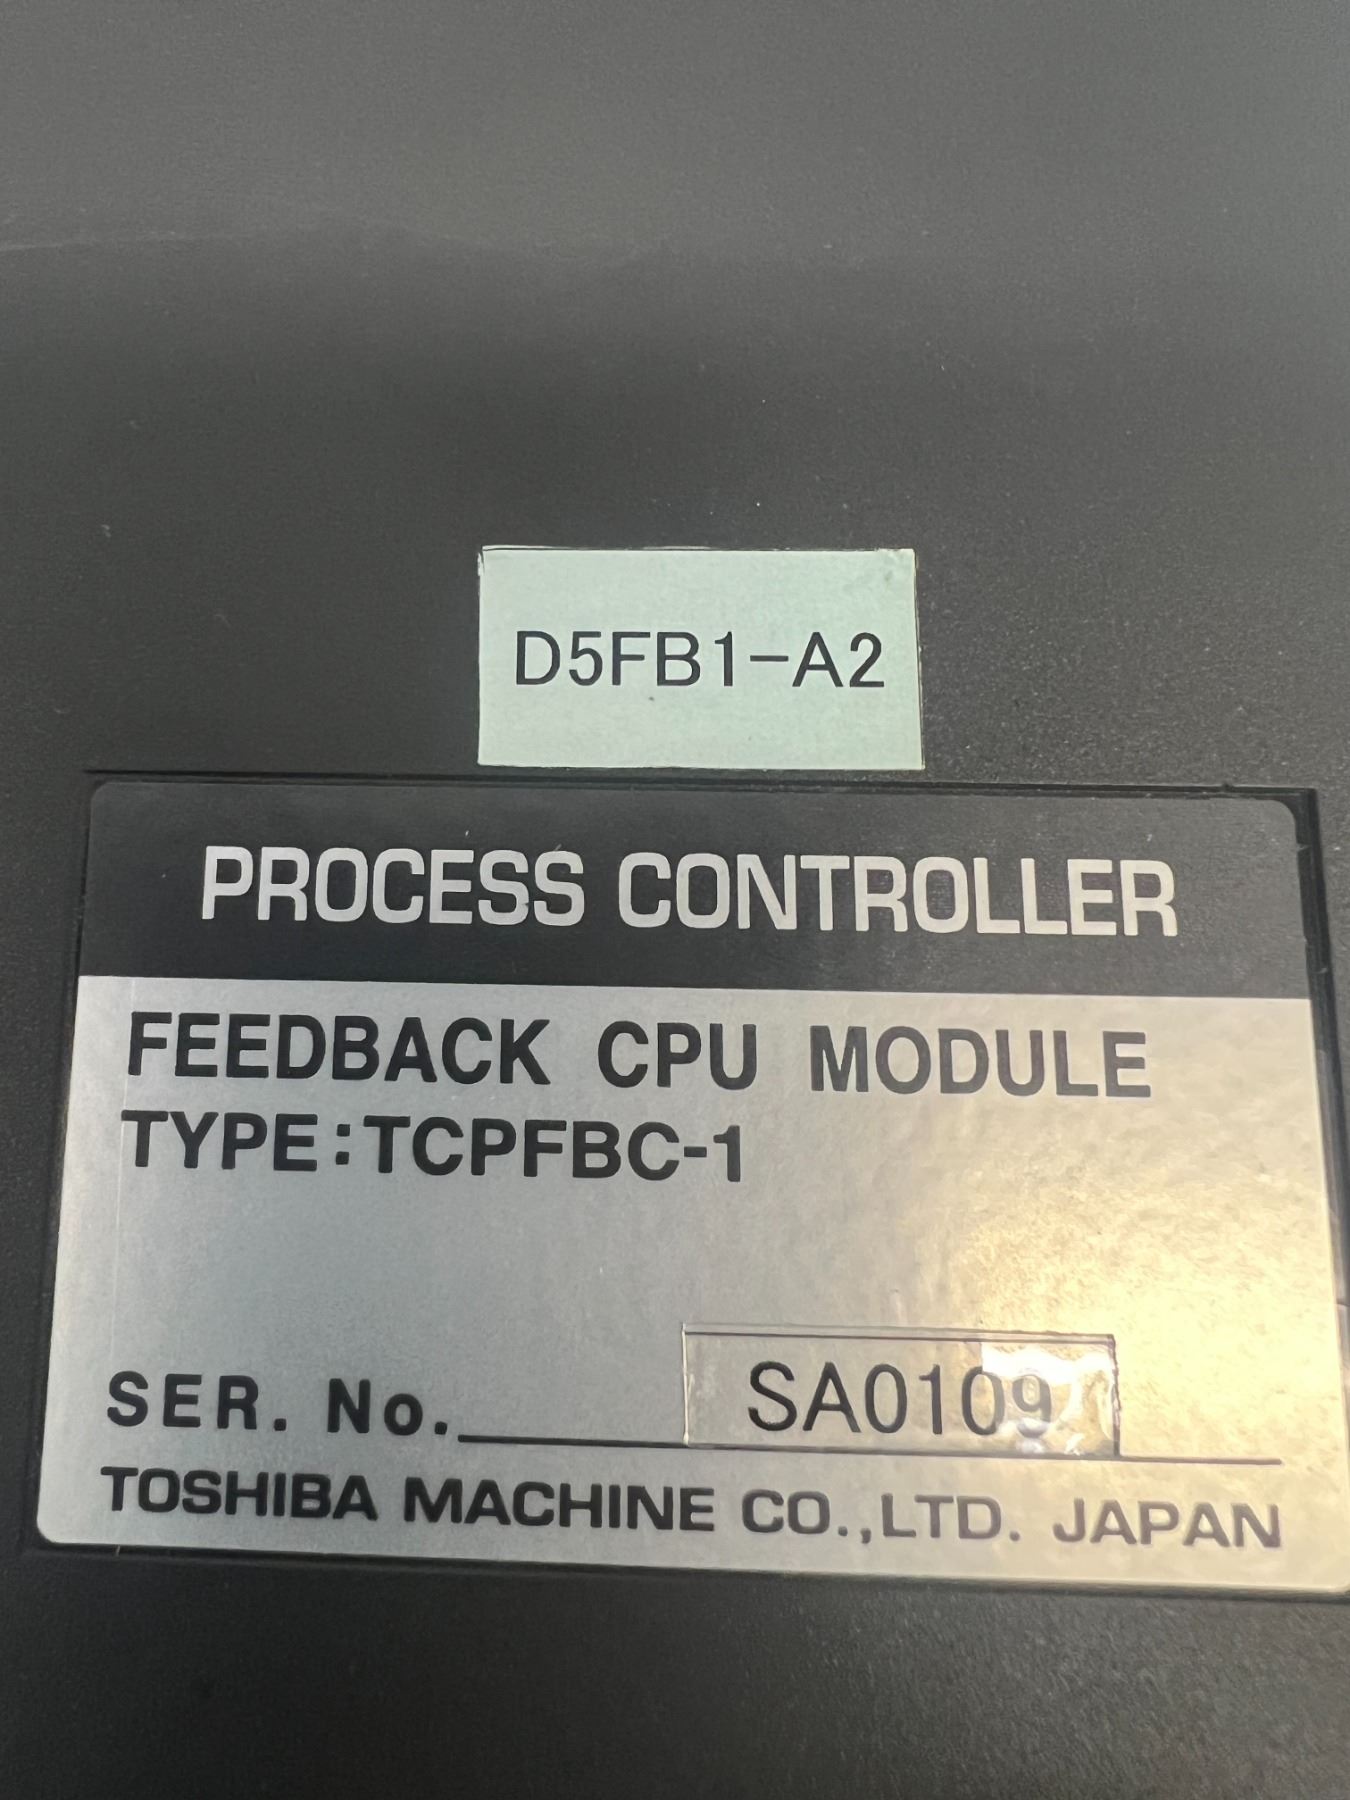 D5FB1-A2
PROCESS CONTROLLER
FEEDBACK CPU MODULE
TYPE:TCPFBC-1
SER. No. SA0109
TOSHIBA MACHINE CO.,LTD. JAPAN